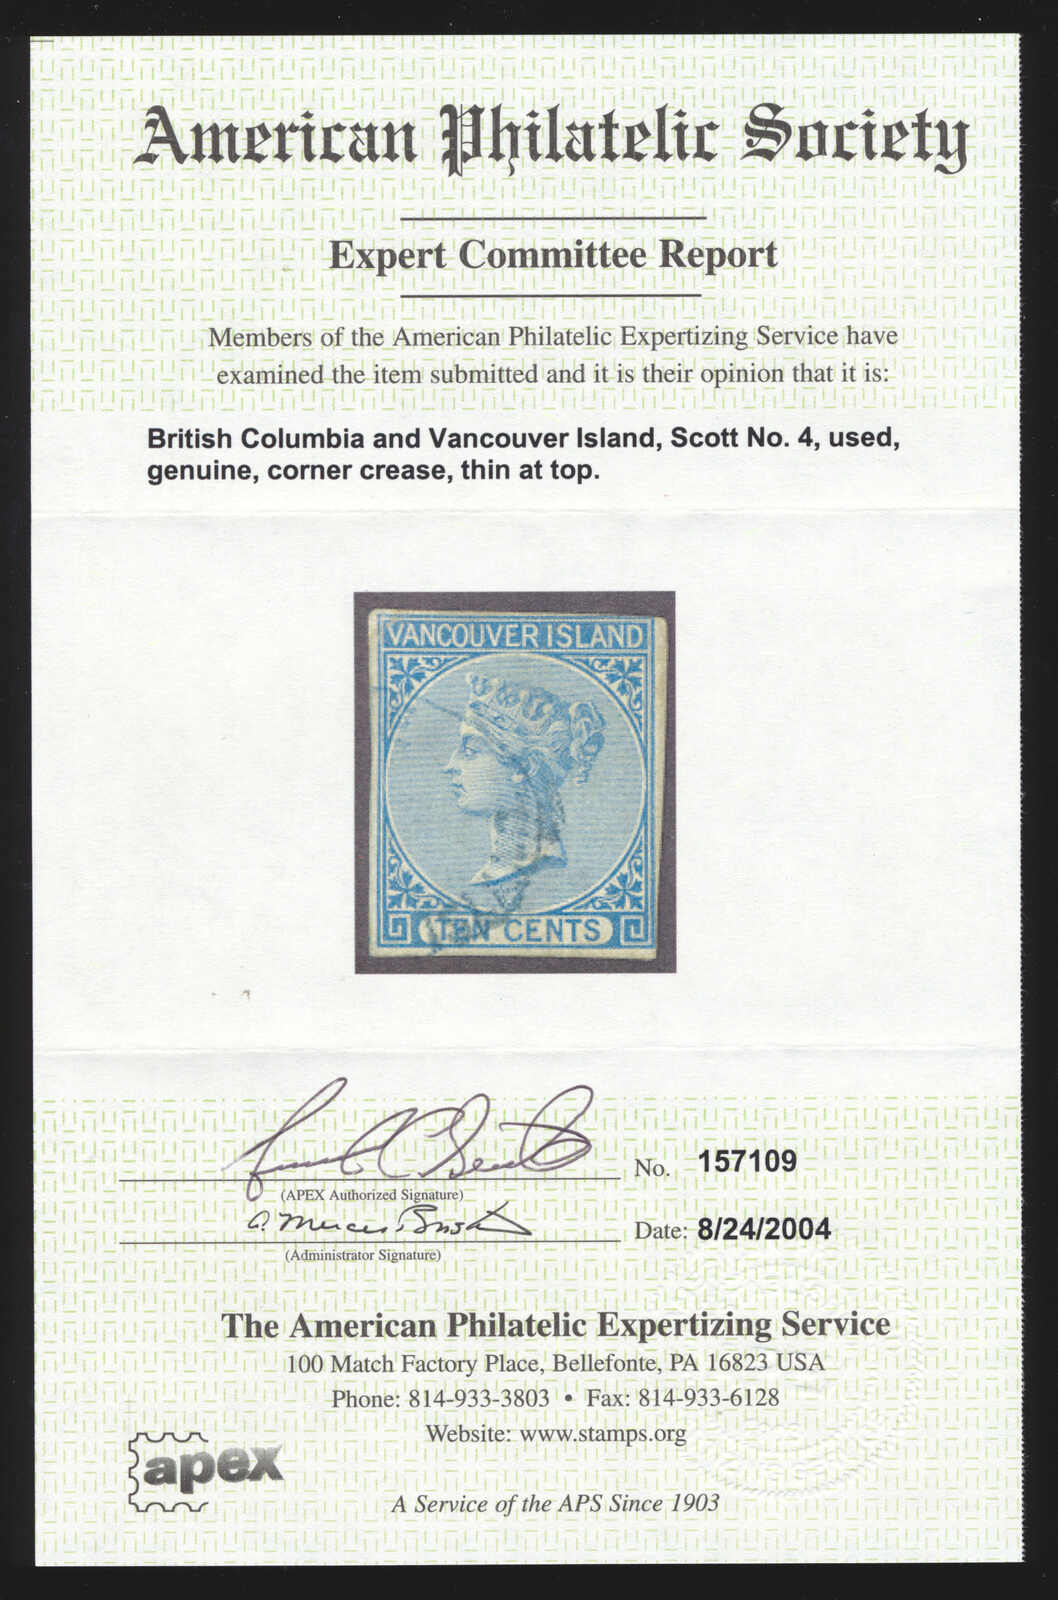 American Philatelic Society
Expert Committee Report
Members of the American Philatelic Expertizing Service have
examined the item submitted and it is their opinion that it is:
British Columbia and Vancouver Island, Scott No. 4, used,
genuine, corner crease, thin at top.
VANCOUVER ISLAND
TEN CENTS
No. 157109
(APEX Authorized Signature)
Date: 8/24/2004
(Administrator Signature)
The American Philatelic Expertizing Service
100 Match Factory Place, Bellefonte, PA 16823 USA
Phone: 814-933-3803 • Fax: 814-933-6128
Website: www.stamps.org
apex
A Service of the APS Since 1903